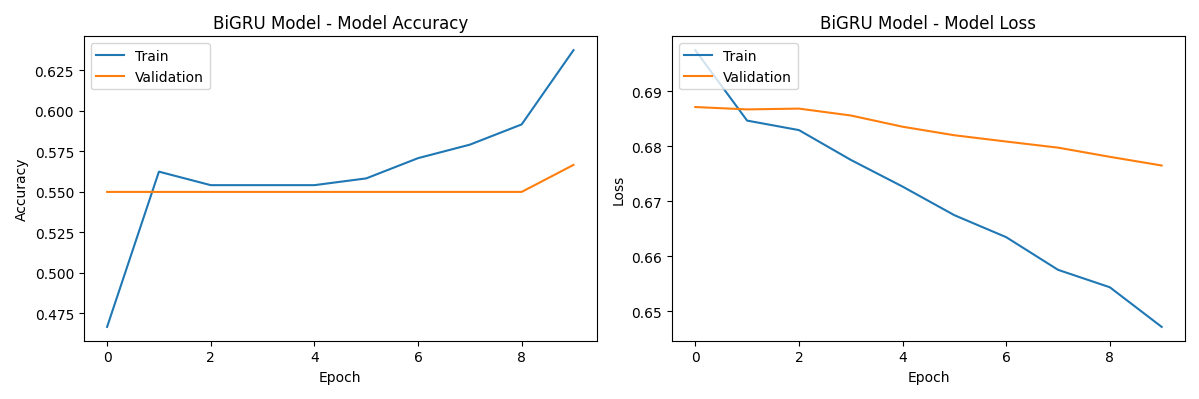 BiGRU Model - Model Accuracy
Train
Validation
Accuracy
0.625
0.600
0.575
0.550
0.525
0.500
0.475
0
2
4
6
8
Epoch
BiGRU Model - Model Loss
Train
Validation
Loss
0.69
0.68
0.67
0.66
0.65
0
2
4
6
8
Epoch